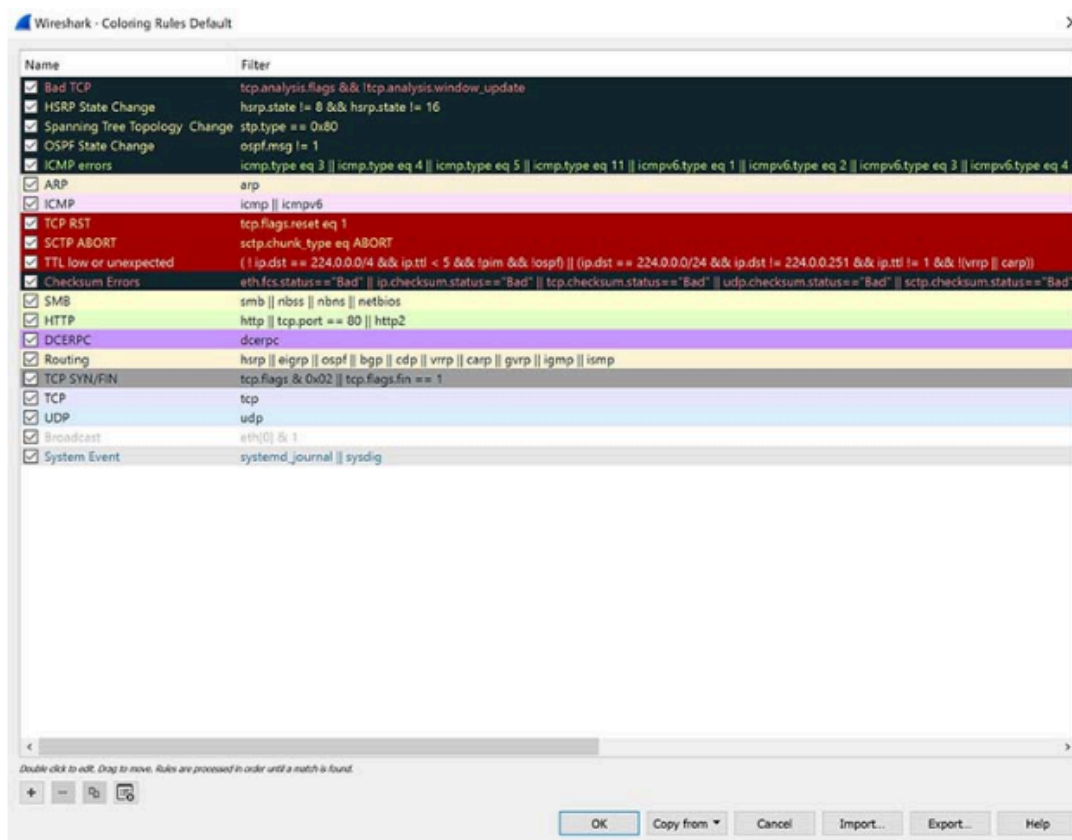 Wireshark - Coloring Rules Default
Name Filter
Bad TCP tcp.analysis.flags && !tcp.analysis.window_update
HSRP State Change hsrp.state != 8 && hsrp.state != 16
Spanning Tree Topology Change stp.type == 0x80
OSPF State Change ospf.msg != 1
ICMP errors icmp.type eq 3 || icmp.type eq 4 || icmp.type eq 5 || icmp.type eq 11 || icmpv6.type eq 1 || icmpv6.type eq 2 || icmpv6.type eq 3 || icmpv6.type eq 4
ARP arp
ICMP icmp || icmpv6
TCP RST tcp.flags.reset eq 1
SCTP ABORT sctp.chunk_type eq ABORT
TTL low or unexpected ( ! ip.dst == 224.0.0.0/4 && ip.ttl < 5 && !pim && !ospf) || (ip.dst == 224.0.0.0/24 && ip.dst != 224.0.0.251 && ip.ttl != 1 && !(vrrp || carp))
Checksum Errors eth.fcs.status=="Bad" || ip.checksum.status=="Bad" || tcp.checksum.status=="Bad" || udp.checksum.status=="Bad" || sctp.checksum.status=="Bad"
SMB smb || nbss || nbns || netbios
HTTP http || tcp.port == 80 || http2
DCERPC dcerpc
Routing hsrp || eigrp || ospf || bgp || cdp || vrrp || carp || gvrp || igmp || ismp
TCP SYN/FIN tcp.flags & 0x02 || tcp.flags.fin == 1
TCP tcp
UDP udp
Broadcast eth[0] & 1
System Event systemd_journal || sysdig
Double click to edit. Drag to move. Rules are processed in order until a match is found.
OK Copy from Cancel Import... Export... Help